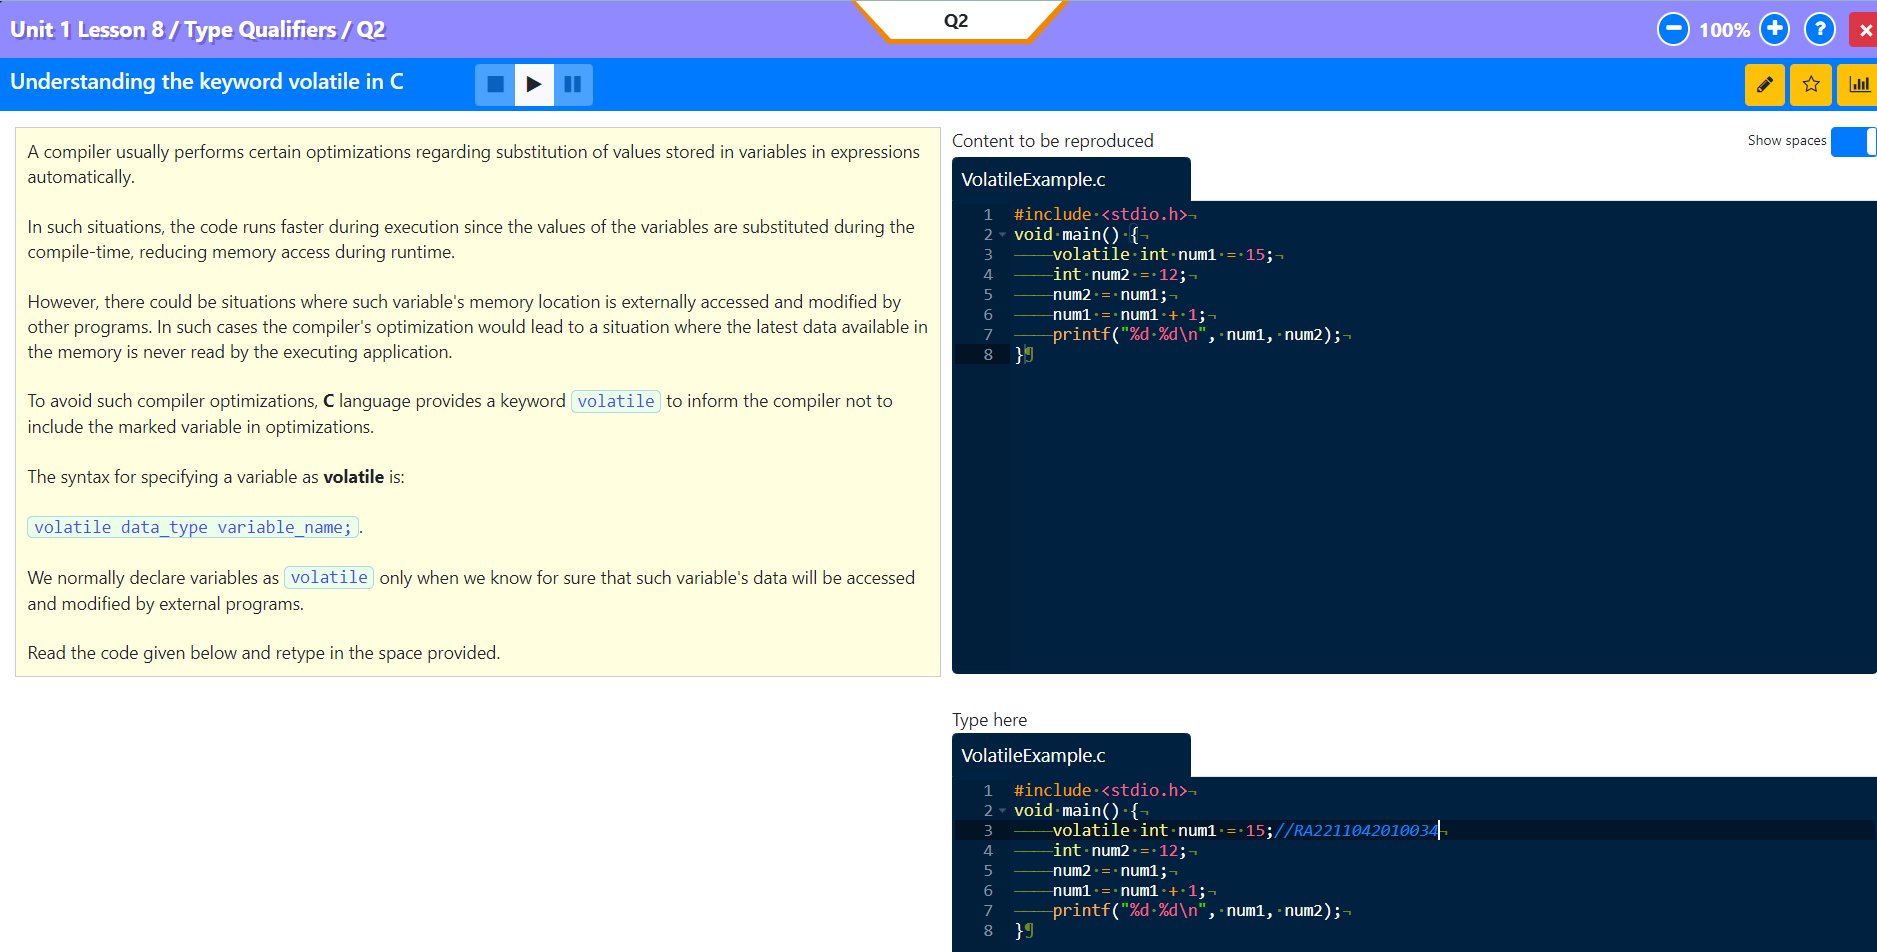 Unit 1 Lesson 8 / Type Qualifiers / Q2
Q2
100%
?
Understanding the keyword volatile in C
A compiler usually performs certain optimizations regarding substitution of values stored in variables in expressions
automatically.
In such situations, the code runs faster during execution since the values of the variables are substituted during the
compile-time, reducing memory access during runtime.
However, there could be situations where such variable's memory location is externally accessed and modified by
other programs. In such cases the compiler's optimization would lead to a situation where the latest data available in
the memory is never read by the executing application.
To avoid such compiler optimizations, C language provides a keyword volatile to inform the compiler not to
include the marked variable in optimizations.
The syntax for specifying a variable as volatile is:
volatile data_type variable_name;.
We normally declare variables as volatile only when we know for sure that such variable's data will be accessed
and modified by external programs.
Read the code given below and retype in the space provided.
Content to be reproduced
Show spaces
VolatileExample.c
1 #include·<stdio.h>¬
2 void·main()·{¬
3 ————volatile·int·num1·=·15;¬
4 ————int·num2·=·12;¬
5 ————num2·=·num1;¬
6 ————num1·=·num1·+·1;¬
7 ————printf("%d·%d\n",·num1,·num2);¬
8 }¶
Type here
VolatileExample.c
1 #include·<stdio.h>¬
2 void·main()·{¬
3 ————volatile·int·num1·=·15;//RA2211042010034¬
4 ————int·num2·=·12;¬
5 ————num2·=·num1;¬
6 ————num1·=·num1·+·1;¬
7 ————printf("%d·%d\n",·num1,·num2);¬
8 }¶